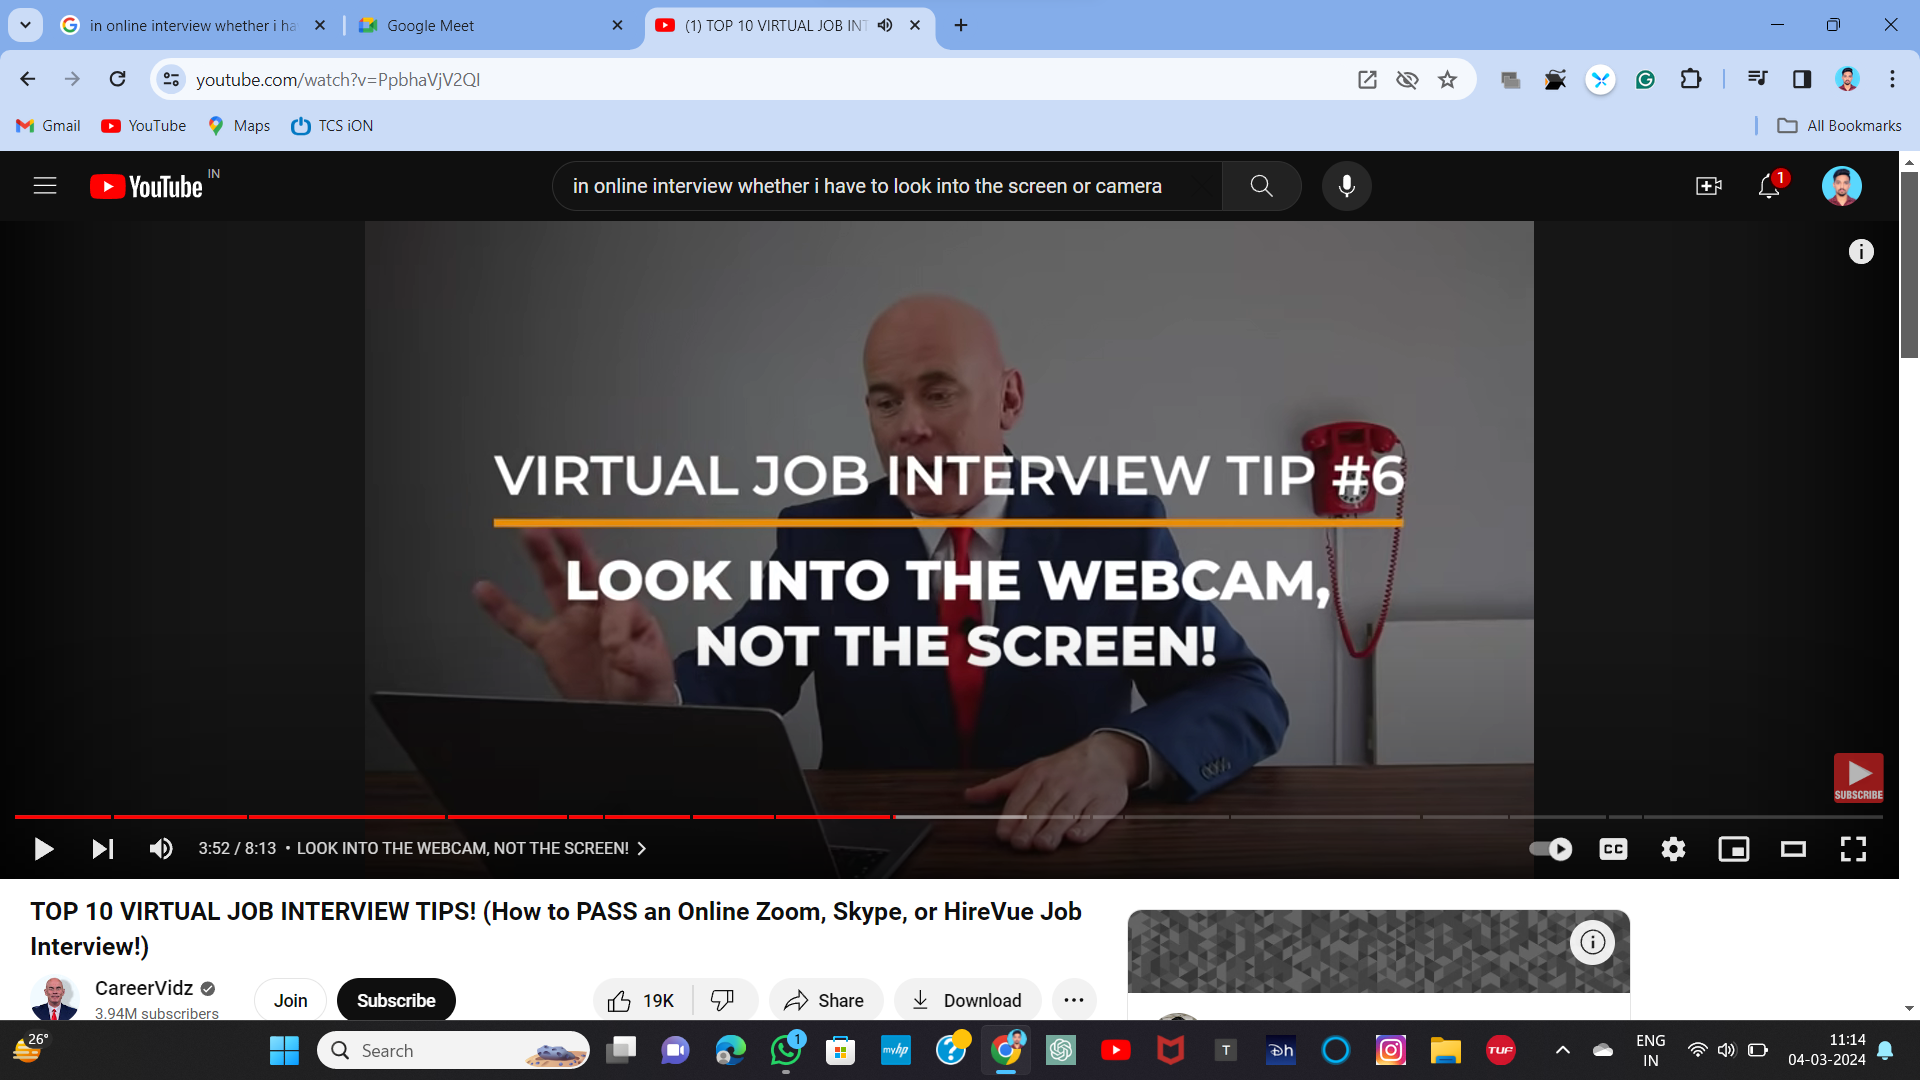 in online interview whether i ha
Google Meet
(1) TOP 10 VIRTUAL JOB INT
youtube.com/watch?v=PpbhaVjV2QI
Gmail
YouTube
Maps
TCS iON
All Bookmarks
YouTube IN
in online interview whether i have to look into the screen or camera
1
VIRTUAL JOB INTERVIEW TIP #6
LOOK INTO THE WEBCAM,
NOT THE SCREEN!
SUBSCRIBE
3:52 / 8:13 • LOOK INTO THE WEBCAM, NOT THE SCREEN!
CC
TOP 10 VIRTUAL JOB INTERVIEW TIPS! (How to PASS an Online Zoom, Skype, or HireVue Job
Interview!)
CareerVidz
3.94M subscribers
Join
Subscribe
19K
Share
Download
26°
Search
1
myhp
T
Dh
TUF
ENG
IN
11:14
04-03-2024